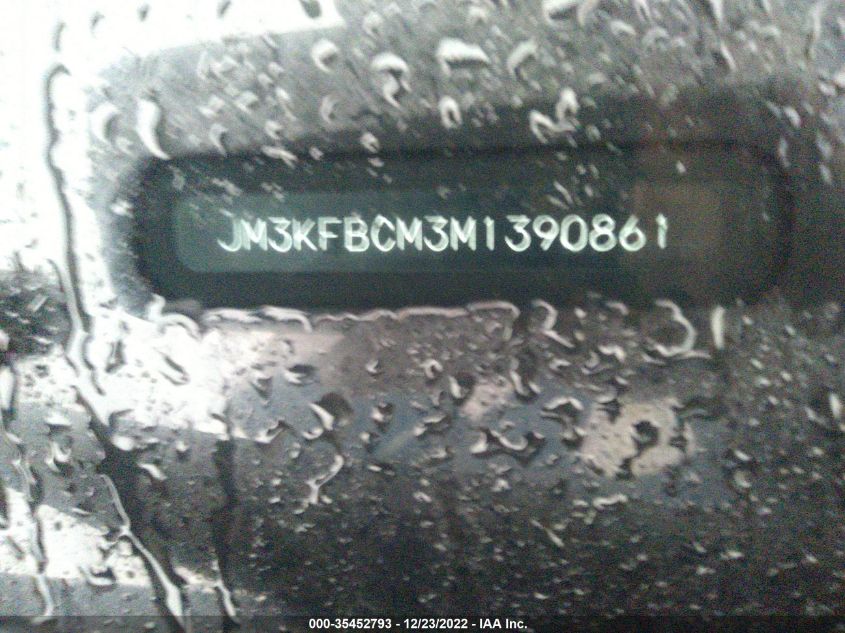 JM3KFBCM3M1390861
000-35452793 - 12/23/2022 - IAA Inc.